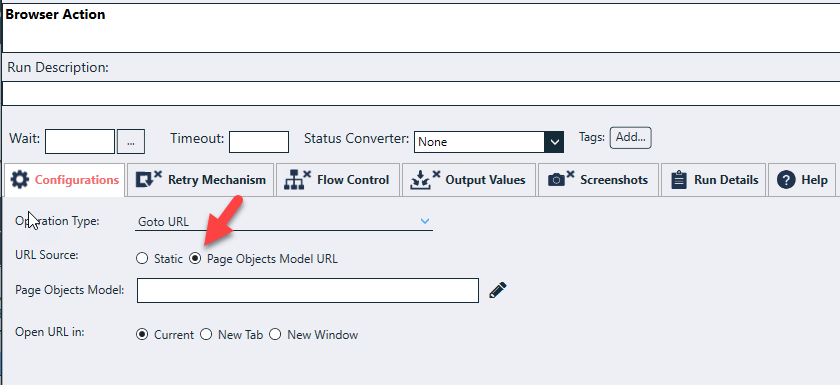 Browser Action
Run Description:
Wait: ... Timeout: Status Converter: None Tags: Add...
Configurations Retry Mechanism Flow Control Output Values Screenshots Run Details Help
Operation Type: Goto URL
URL Source: Static Page Objects Model URL
Page Objects Model:
Open URL in: Current New Tab New Window